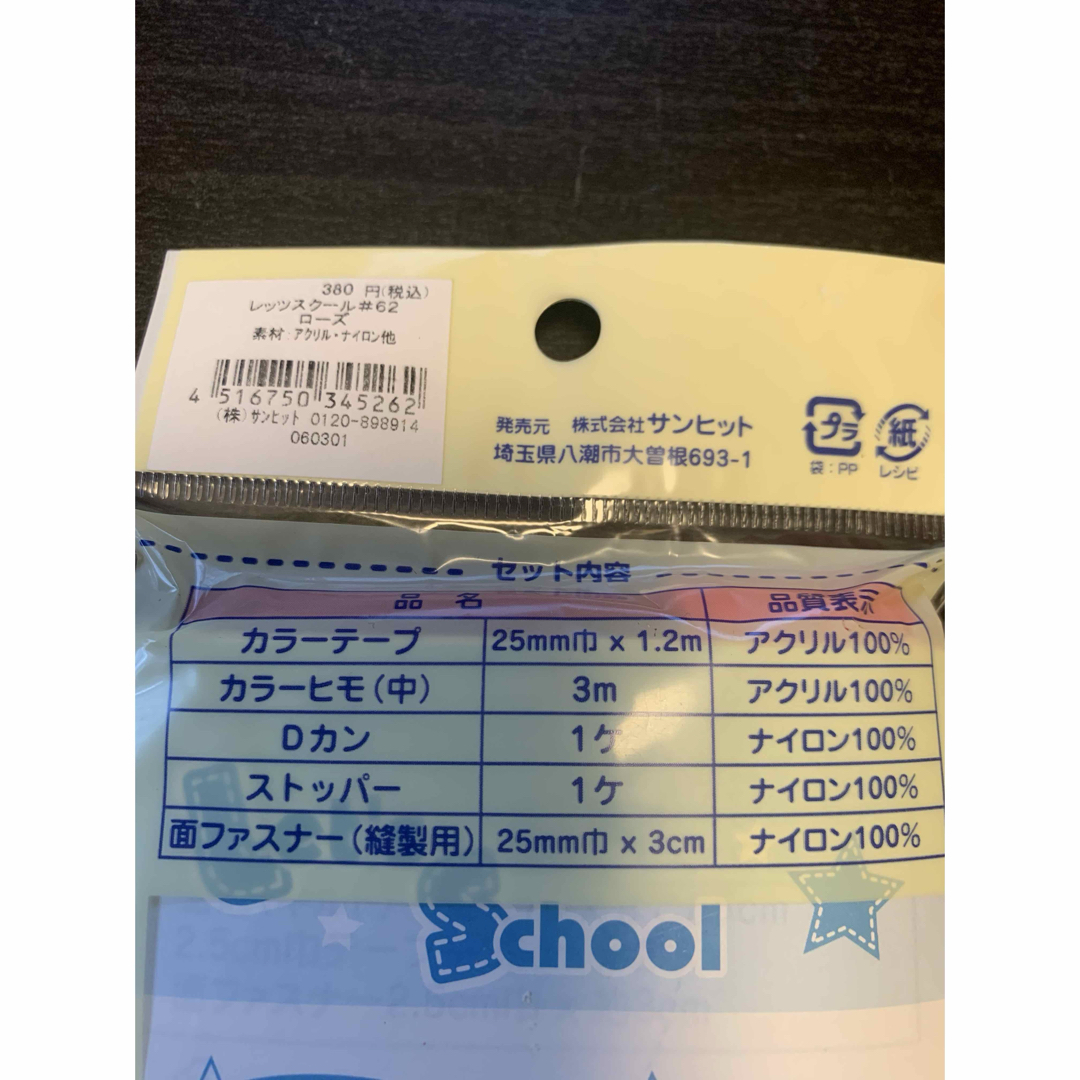 380 円(税込)
レッツスクール#62
ローズ
素材:アクリル・ナイロン他
4 516750 345262
(株)サンヒット 0120-898914
060301
発売元 株式会社サンヒット
埼玉県八潮市大曽根693-1
プラ
袋:PP
紙
レシピ
セット内容
品 名 品質表示
カラーテープ 25mm巾 x 1.2m アクリル100%
カラーヒモ(中) 3m アクリル100%
Dカン 1ケ ナイロン100%
ストッパー 1ケ ナイロン100%
面ファスナー(縫製用) 25mm巾 x 3cm ナイロン100%
School